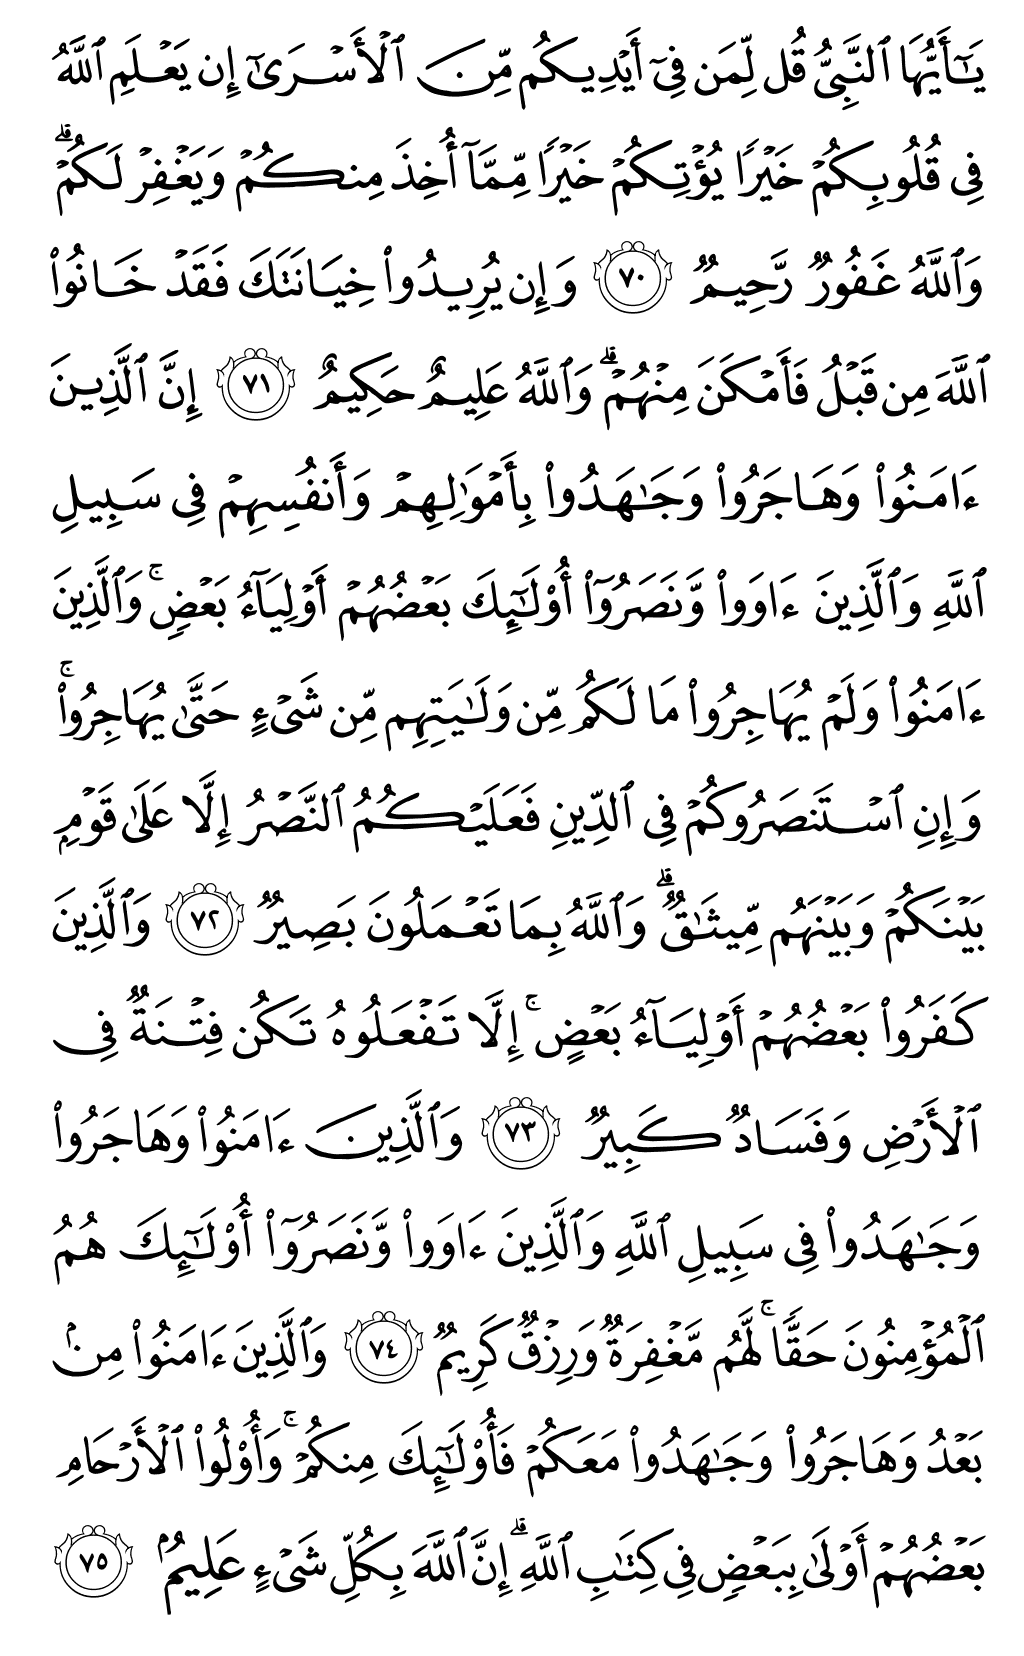 يَـٰٓأَيُّهَا ٱلنَّبِىُّ قُل لِّمَن فِىٓ أَيْدِيكُم مِّنَ ٱلْأَسْرَىٰٓ إِن يَعْلَمِ ٱللَّهُ
فِى قُلُوبِكُمْ خَيْرًا يُؤْتِكُمْ خَيْرًا مِّمَّآ أُخِذَ مِنكُمْ وَيَغْفِرْ لَكُمْ ۗ
وَٱللَّهُ غَفُورٌ رَّحِيمٌ ٧٠ وَإِن يُرِيدُوا۟ خِيَانَتَكَ فَقَدْ خَانُوا۟
ٱللَّهَ مِن قَبْلُ فَأَمْكَنَ مِنْهُمْ ۗ وَٱللَّهُ عَلِيمٌ حَكِيمٌ ٧١ إِنَّ ٱلَّذِينَ
ءَامَنُوا۟ وَهَاجَرُوا۟ وَجَـٰهَدُوا۟ بِأَمْوَٰلِهِمْ وَأَنفُسِهِمْ فِى سَبِيلِ
ٱللَّهِ وَٱلَّذِينَ ءَاوَوا۟ وَّنَصَرُوٓا۟ أُو۟لَـٰٓئِكَ بَعْضُهُمْ أَوْلِيَآءُ بَعْضٍ ۚ وَٱلَّذِينَ
ءَامَنُوا۟ وَلَمْ يُهَاجِرُوا۟ مَا لَكُم مِّن وَلَـٰيَتِهِم مِّن شَىْءٍ حَتَّىٰ يُهَاجِرُوا۟ ۚ
وَإِنِ ٱسْتَنصَرُوكُمْ فِى ٱلدِّينِ فَعَلَيْكُمُ ٱلنَّصْرُ إِلَّا عَلَىٰ قَوْمٍ
بَيْنَكُمْ وَبَيْنَهُم مِّيثَـٰقٌ ۗ وَٱللَّهُ بِمَا تَعْمَلُونَ بَصِيرٌ ٧٢ وَٱلَّذِينَ
كَفَرُوا۟ بَعْضُهُمْ أَوْلِيَآءُ بَعْضٍ ۚ إِلَّا تَفْعَلُوهُ تَكُن فِتْنَةٌ فِى
ٱلْأَرْضِ وَفَسَادٌ كَبِيرٌ ٧٣ وَٱلَّذِينَ ءَامَنُوا۟ وَهَاجَرُوا۟
وَجَـٰهَدُوا۟ فِى سَبِيلِ ٱللَّهِ وَٱلَّذِينَ ءَاوَوا۟ وَّنَصَرُوٓا۟ أُو۟لَـٰٓئِكَ هُمُ
ٱلْمُؤْمِنُونَ حَقًّا ۚ لَّهُم مَّغْفِرَةٌ وَرِزْقٌ كَرِيمٌ ٧٤ وَٱلَّذِينَ ءَامَنُوا۟ مِنۢ
بَعْدُ وَهَاجَرُوا۟ وَجَـٰهَدُوا۟ مَعَكُمْ فَأُو۟لَـٰٓئِكَ مِنكُمْ ۚ وَأُو۟لُوا۟ ٱلْأَرْحَامِ
بَعْضُهُمْ أَوْلَىٰ بِبَعْضٍ فِى كِتَـٰبِ ٱللَّهِ ۗ إِنَّ ٱللَّهَ بِكُلِّ شَىْءٍ عَلِيمٌۢ ٧٥